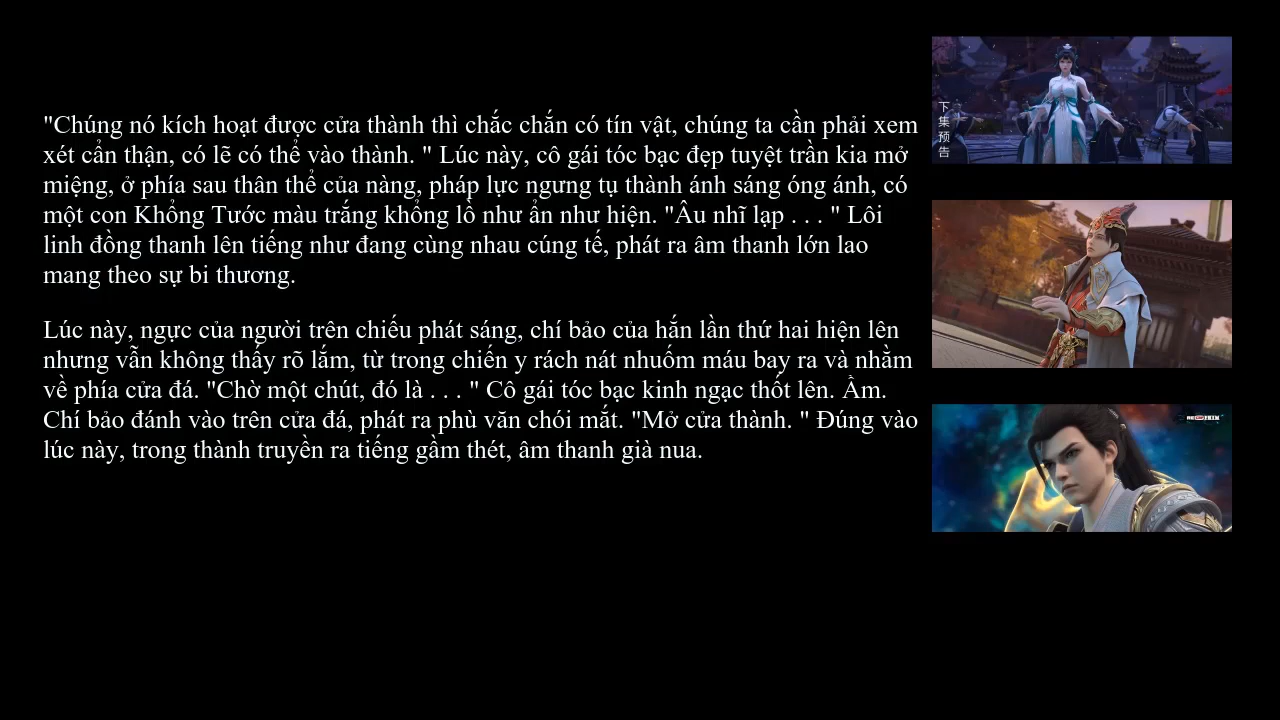 "Chúng nó kích hoạt được cửa thành thì chắc chắn có tín vật, chúng ta cần phải xem
xét cẩn thận, có lẽ có thể vào thành. " Lúc này, cô gái tóc bạc đẹp tuyệt trần kia mở
miệng, ở phía sau thân thể của nàng, pháp lực ngưng tụ thành ánh sáng óng ánh, có
một con Khổng Tước màu trắng khổng lồ như ẩn như hiện. "Âu nhĩ lạp . . . " Lôi
linh đồng thanh lên tiếng như đang cùng nhau cúng tế, phát ra âm thanh lớn lao
mang theo sự bi thương.
Lúc này, ngực của người trên chiếu phát sáng, chí bảo của hắn lần thứ hai hiện lên
nhưng vẫn không thấy rõ lắm, từ trong chiến y rách nát nhuốm máu bay ra và nhằm
về phía cửa đá. "Chờ một chút, đó là . . . " Cô gái tóc bạc kinh ngạc thốt lên. Ầm.
Chí bảo đánh vào trên cửa đá, phát ra phù văn chói mắt. "Mở cửa thành. " Đúng vào
lúc này, trong thành truyền ra tiếng gầm thét, âm thanh già nua.
下集预告